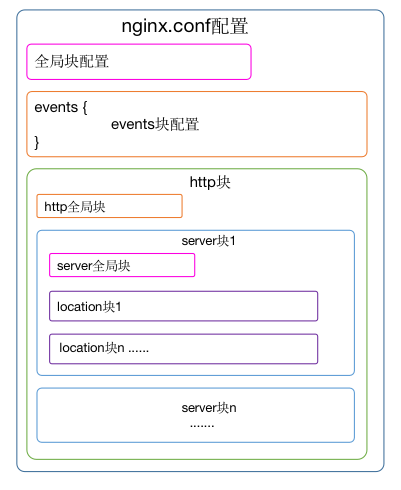 nginx.conf配置
全局块配置
events {
events块配置
}
http块
http全局块
server块1
server全局块
location块1
location块n ......
server块n
.......